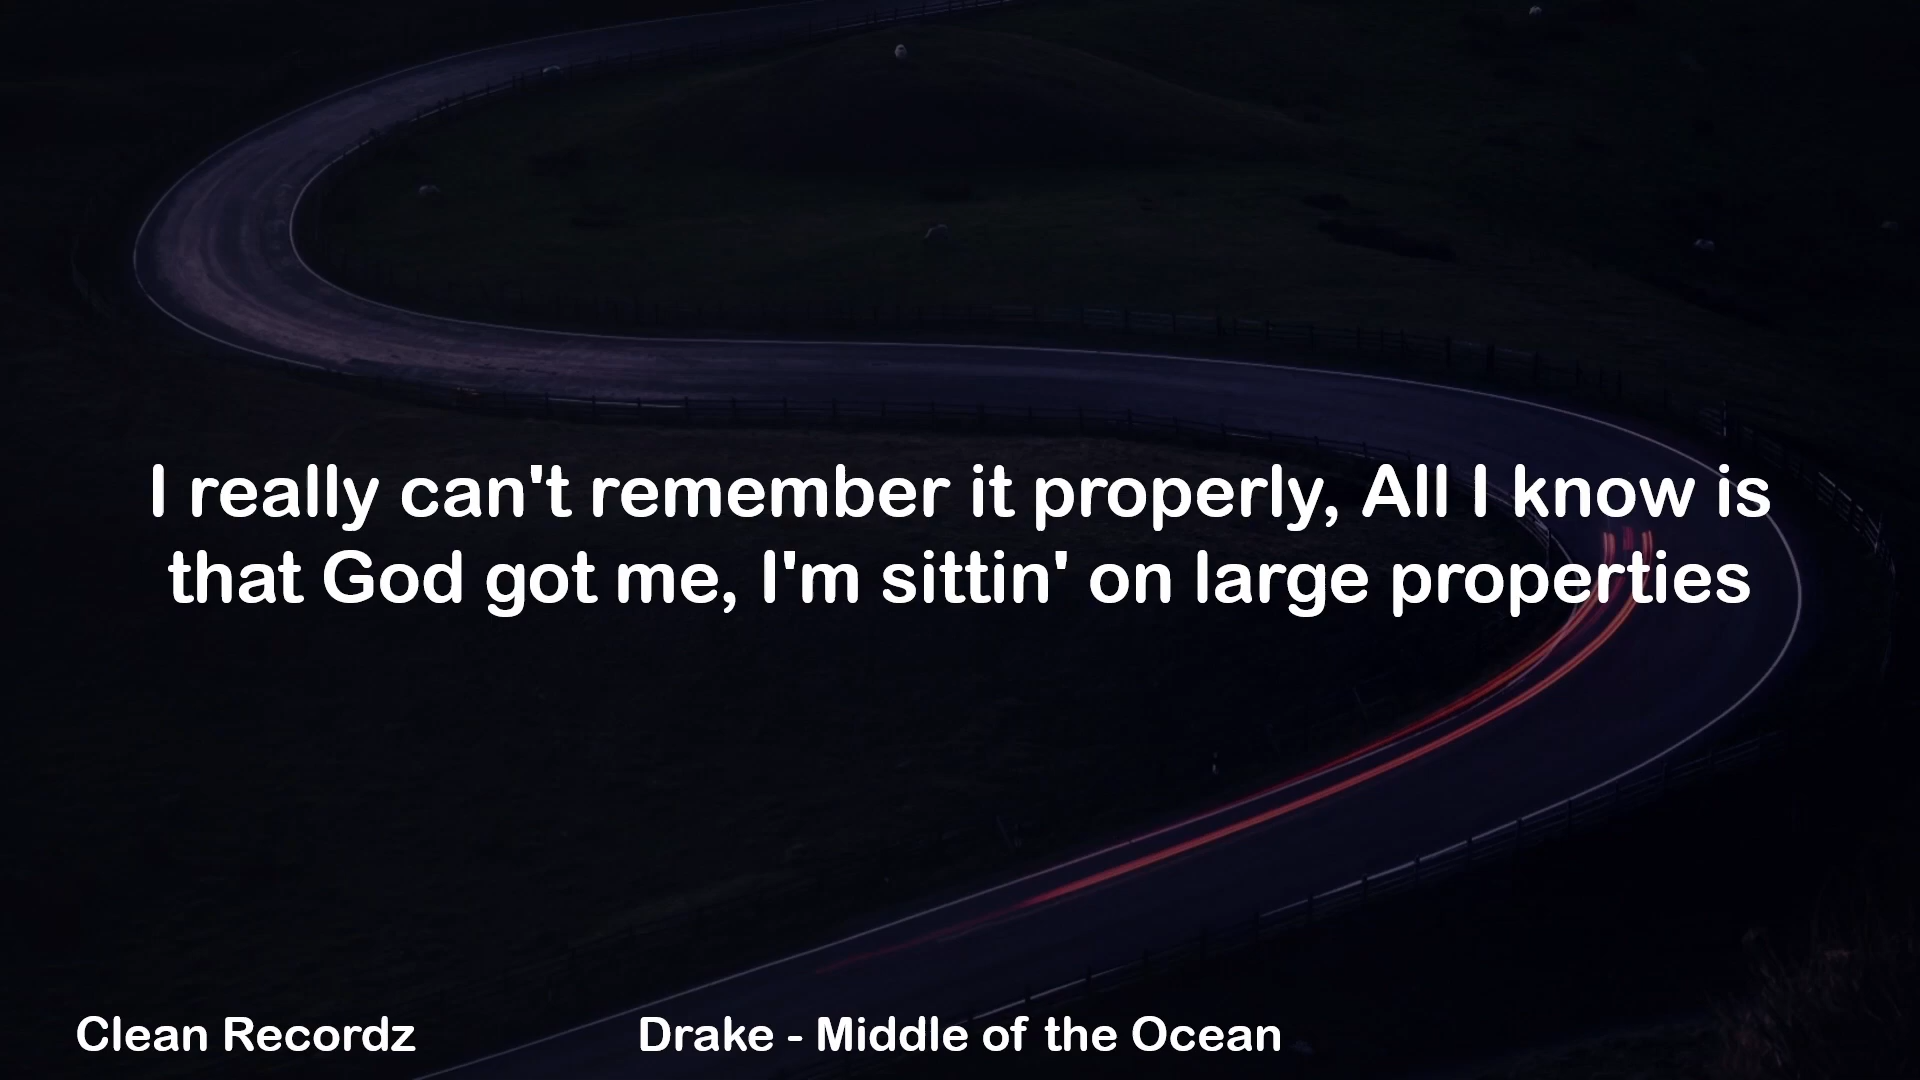 I really can't remember it properly, All I know is
that God got me, I'm sittin' on large properties
Clean Recordz
Drake - Middle of the Ocean